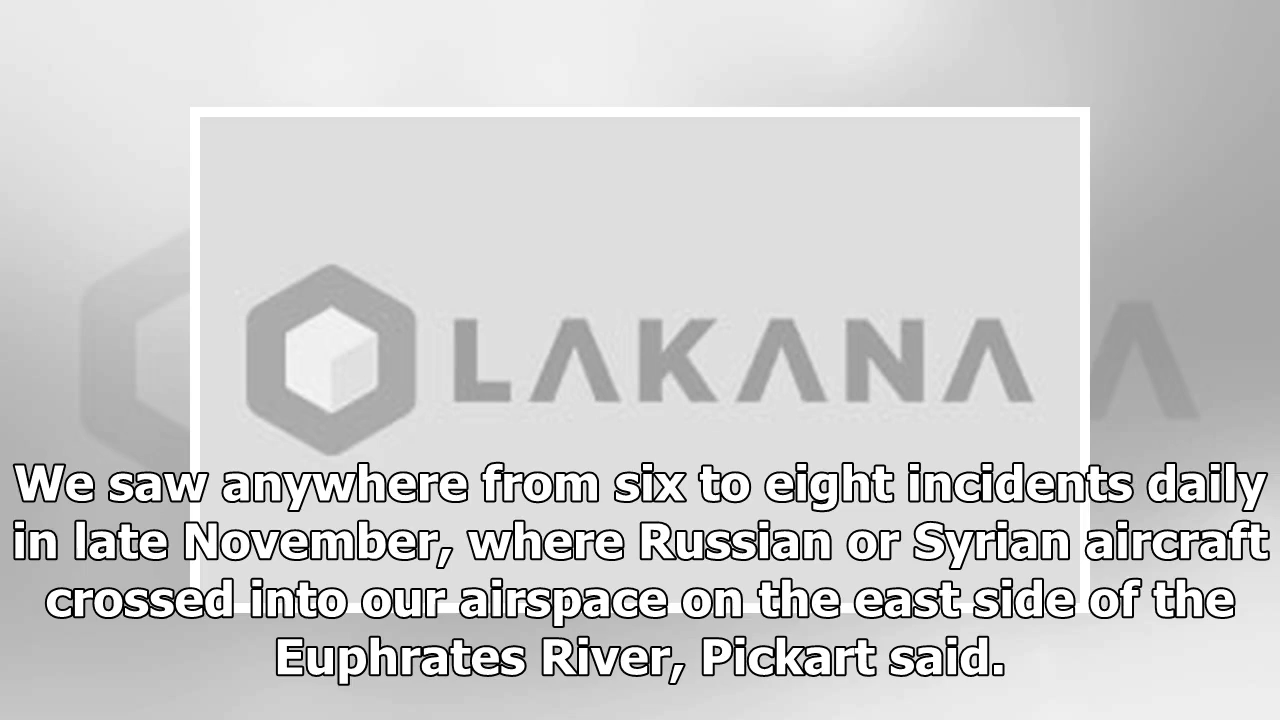 LAKANA
We saw anywhere from six to eight incidents daily
in late November, where Russian or Syrian aircraft
crossed into our airspace on the east side of the
Euphrates River, Pickart said.